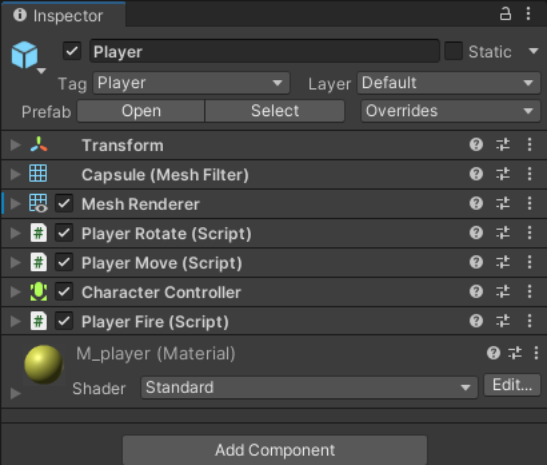 Inspector
Player Static
Tag Player Layer Default
Prefab Open Select Overrides
Transform
Capsule (Mesh Filter)
Mesh Renderer
Player Rotate (Script)
Player Move (Script)
Character Controller
Player Fire (Script)
M_player (Material)
Shader Standard Edit...
Add Component